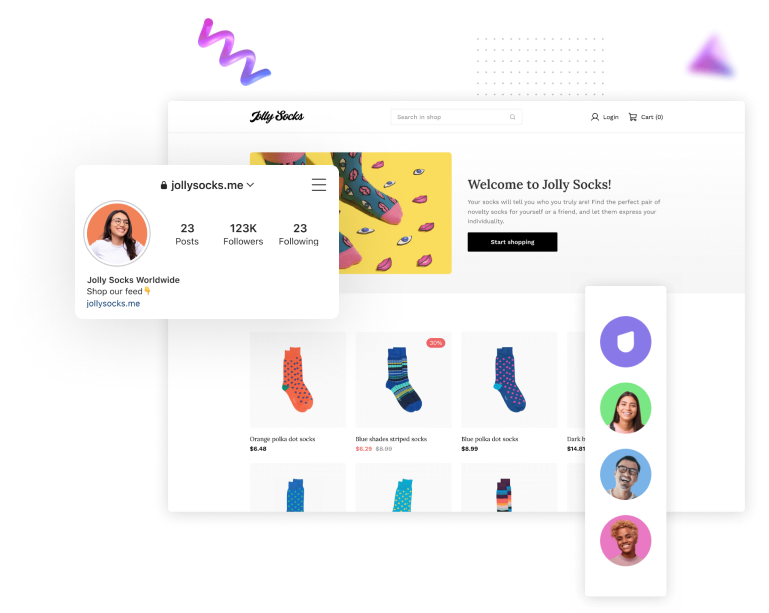 Jolly Socks
Search in shop
Login
Cart (0)
jollysocks.me
23
123K
23
Posts
Followers
Following
Jolly Socks Worldwide
Shop our feed👇
jollysocks.me
Welcome to Jolly Socks!
Your socks will tell you who you truly are! Find the perfect pair of
novelty socks for yourself or a friend, and let them express your
individuality.
Start shopping
30%
Orange polka dot socks
$6.48
Blue shades striped socks
$6.29 $8.99
Blue polka dot socks
$8.99
Dark b
$14.81